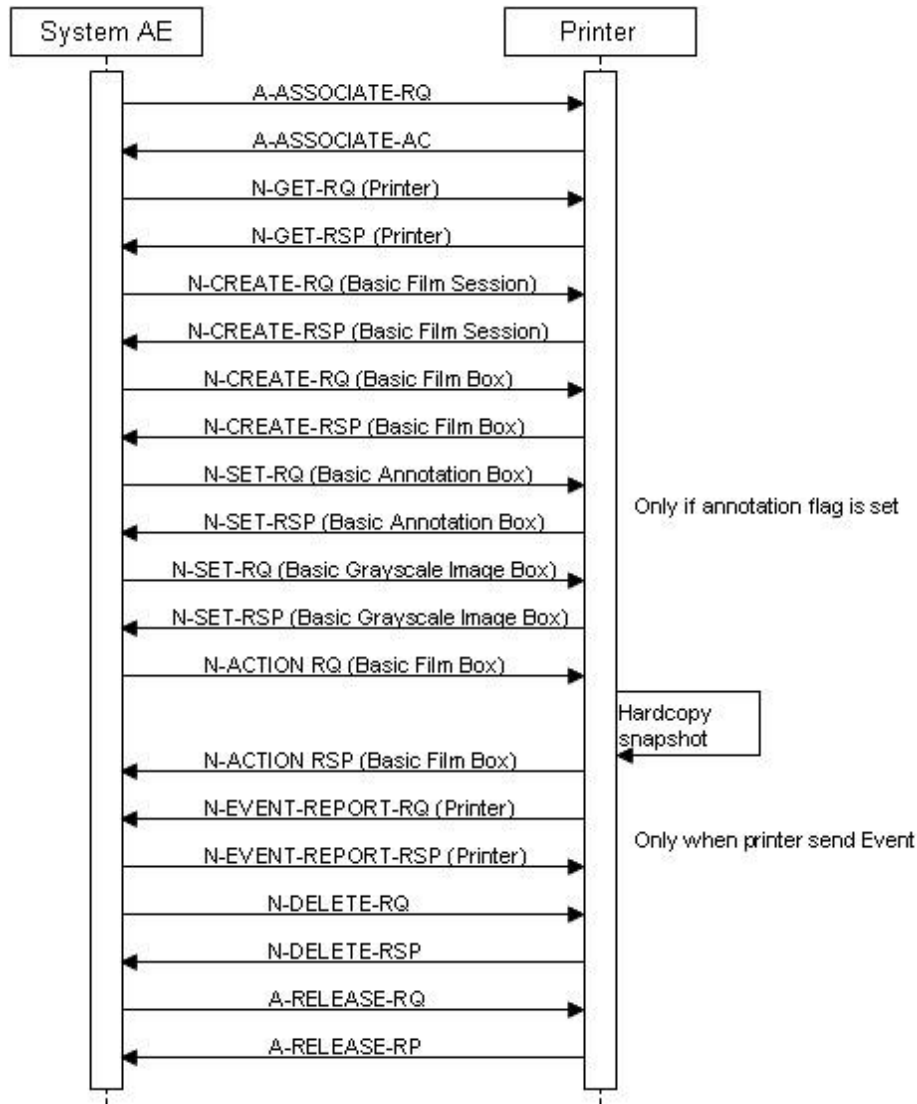 System AE
Printer
A-ASSOCIATE-RQ
A-ASSOCIATE-AC
N-GET-RQ (Printer)
N-GET-RSP (Printer)
N-CREATE-RQ (Basic Film Session)
N-CREATE-RSP (Basic Film Session)
N-CREATE-RQ (Basic Film Box)
N-CREATE-RSP (Basic Film Box)
N-SET-RQ (Basic Annotation Box)
Only if annotation flag is set
N-SET-RSP (Basic Annotation Box)
N-SET-RQ (Basic Grayscale Image Box)
N-SET-RSP (Basic Grayscale Image Box)
N-ACTION RQ (Basic Film Box)
Hardcopy
snapshot
N-ACTION RSP (Basic Film Box)
N-EVENT-REPORT-RQ (Printer)
Only when printer send Event
N-EVENT-REPORT-RSP (Printer)
N-DELETE-RQ
N-DELETE-RSP
A-RELEASE-RQ
A-RELEASE-RP